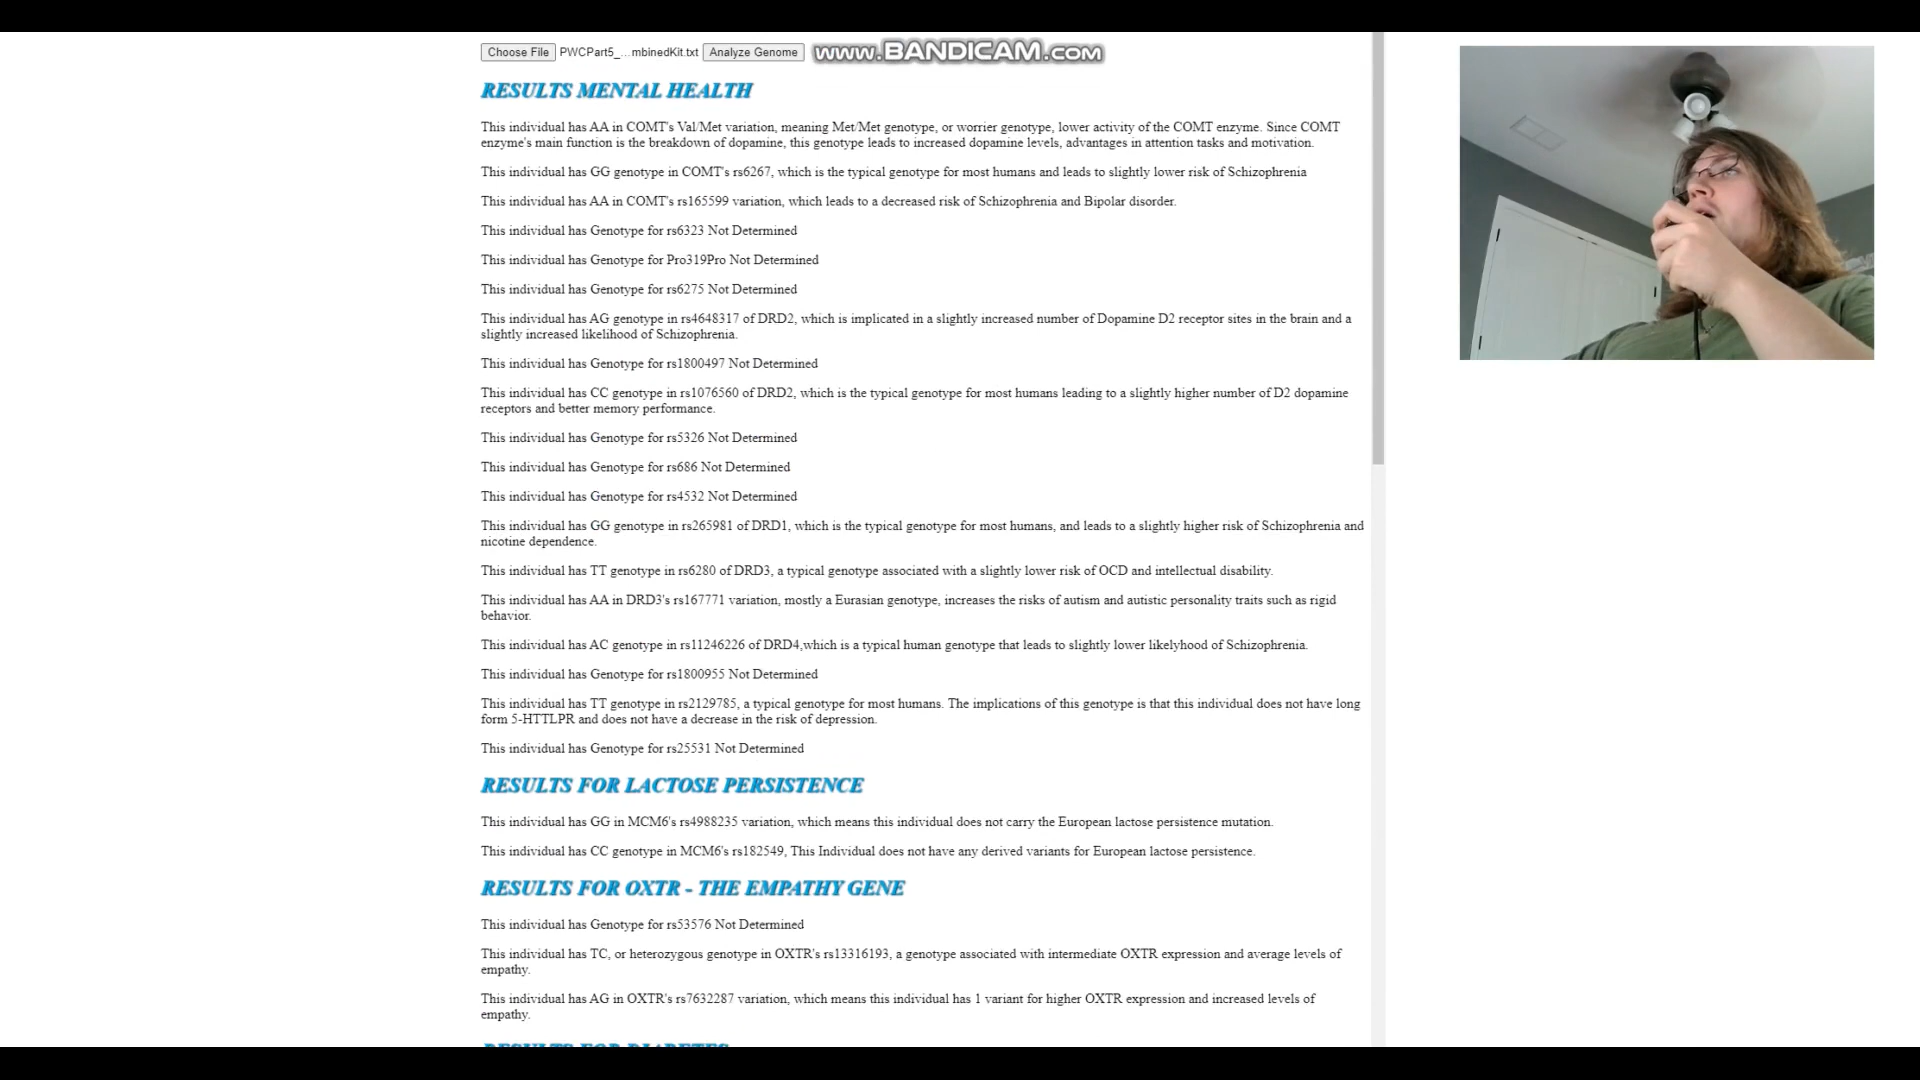 Choose File PWCPart5_...mbinedKit.txt Analyze Genome www.BANDICAM.COM
RESULTS MENTAL HEALTH
This individual has AA in COMT's Val/Met variation, meaning Met/Met genotype, or worrier genotype, lower activity of the COMT enzyme. Since COMT
enzyme's main function is the breakdown of dopamine, this genotype leads to increased dopamine levels, advantages in attention tasks and motivation.
This individual has GG genotype in COMT's rs6267, which is the typical genotype for most humans and leads to slightly lower risk of Schizophrenia
This individual has AA in COMT's rs165599 variation, which leads to a decreased risk of Schizophrenia and Bipolar disorder.
This individual has Genotype for rs6323 Not Determined
This individual has Genotype for Pro319Pro Not Determined
This individual has Genotype for rs6275 Not Determined
This individual has AG genotype in rs4648317 of DRD2, which is implicated in a slightly increased number of Dopamine D2 receptor sites in the brain and a
slightly increased likelihood of Schizophrenia.
This individual has Genotype for rs1800497 Not Determined
This individual has CC genotype in rs1076560 of DRD2, which is the typical genotype for most humans leading to a slightly higher number of D2 dopamine
receptors and better memory performance.
This individual has Genotype for rs5326 Not Determined
This individual has Genotype for rs686 Not Determined
This individual has Genotype for rs4532 Not Determined
This individual has GG genotype in rs265981 of DRD1, which is the typical genotype for most humans, and leads to a slightly higher risk of Schizophrenia and
nicotine dependence.
This individual has TT genotype in rs6280 of DRD3, a typical genotype associated with a slightly lower risk of OCD and intellectual disability.
This individual has AA in DRD3's rs167771 variation, mostly a Eurasian genotype, increases the risks of autism and autistic personality traits such as rigid
behavior.
This individual has AC genotype in rs11246226 of DRD4,which is a typical human genotype that leads to slightly lower likelyhood of Schizophrenia.
This individual has Genotype for rs1800955 Not Determined
This individual has TT genotype in rs2129785, a typical genotype for most humans. The implications of this genotype is that this individual does not have long
form 5-HTTLPR and does not have a decrease in the risk of depression.
This individual has Genotype for rs25531 Not Determined
RESULTS FOR LACTOSE PERSISTENCE
This individual has GG in MCM6's rs4988235 variation, which means this individual does not carry the European lactose persistence mutation.
This individual has CC genotype in MCM6's rs182549, This Individual does not have any derived variants for European lactose persistence.
RESULTS FOR OXTR - THE EMPATHY GENE
This individual has Genotype for rs53576 Not Determined
This individual has TC, or heterozygous genotype in OXTR's rs13316193, a genotype associated with intermediate OXTR expression and average levels of
empathy.
This individual has AG in OXTR's rs7632287 variation, which means this individual has 1 variant for higher OXTR expression and increased levels of
empathy.
RESULTS FOR DIABETES